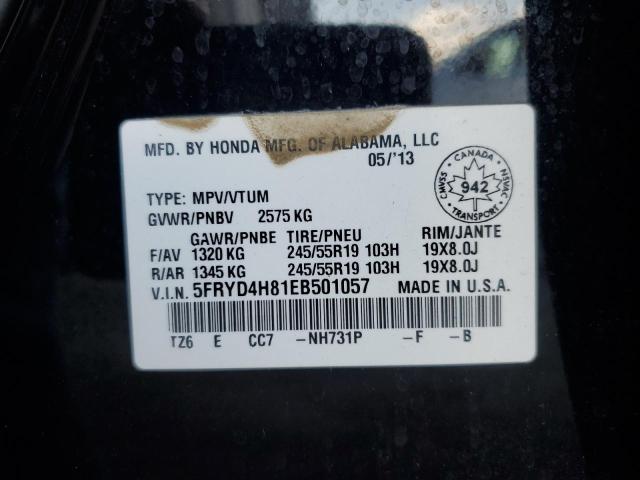 MFD. BY HONDA MFG. OF ALABAMA, LLC
05/'13
CANADA
CMVSS 942 NSVAC
TRANSPORT
TYPE: MPV/VTUM
GVWR/PNBV 2575 KG
GAWR/PNBE TIRE/PNEU RIM/JANTE
F/AV 1320 KG 245/55R19 103H 19X8.0J
R/AR 1345 KG 245/55R19 103H 19X8.0J
V.I.N. 5FRYD4H81EB501057 MADE IN U.S.A.
TZ6 E CC7 -NH731P -F -B